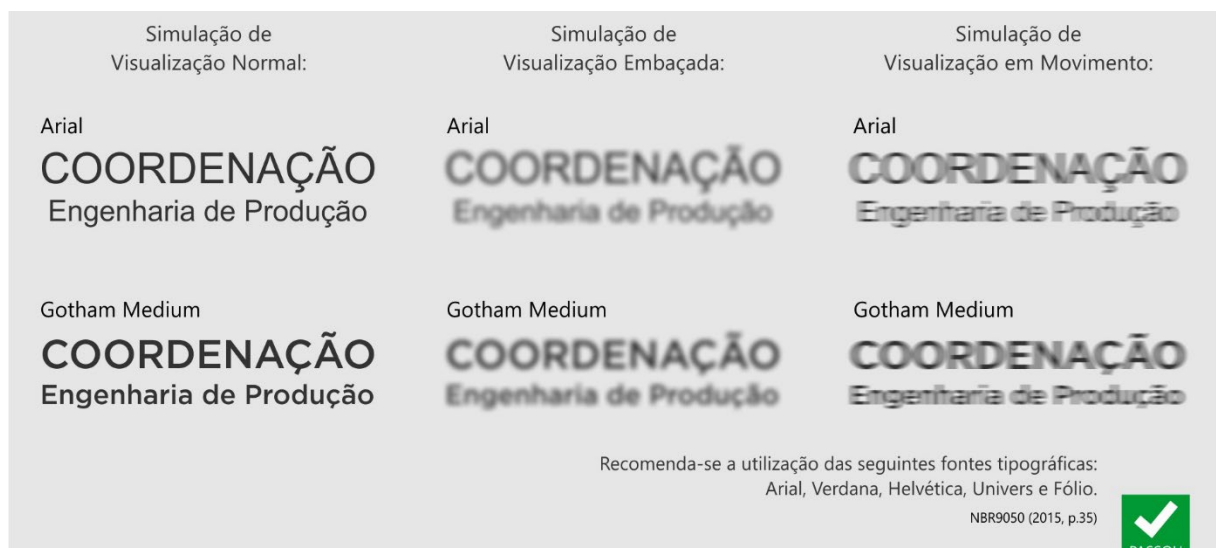 Simulação de
Visualização Normal:
Arial
COORDENAÇÃO
Engenharia de Produção
Gotham Medium
COORDENAÇÃO
Engenharia de Produção
Simulação de
Visualização Embaçada:
Arial
COORDENAÇÃO
Engenharia de Produção
Gotham Medium
COORDENAÇÃO
Engenharia de Produção
Simulação de
Visualização em Movimento:
Arial
COORDENAÇÃO
Engenharia de Produção
Gotham Medium
COORDENAÇÃO
Engenharia de Produção
Recomenda-se a utilização das seguintes fontes tipográficas:
Arial, Verdana, Helvética, Univers e Fólio.
NBR9050 (2015, p.35)
PASSOU